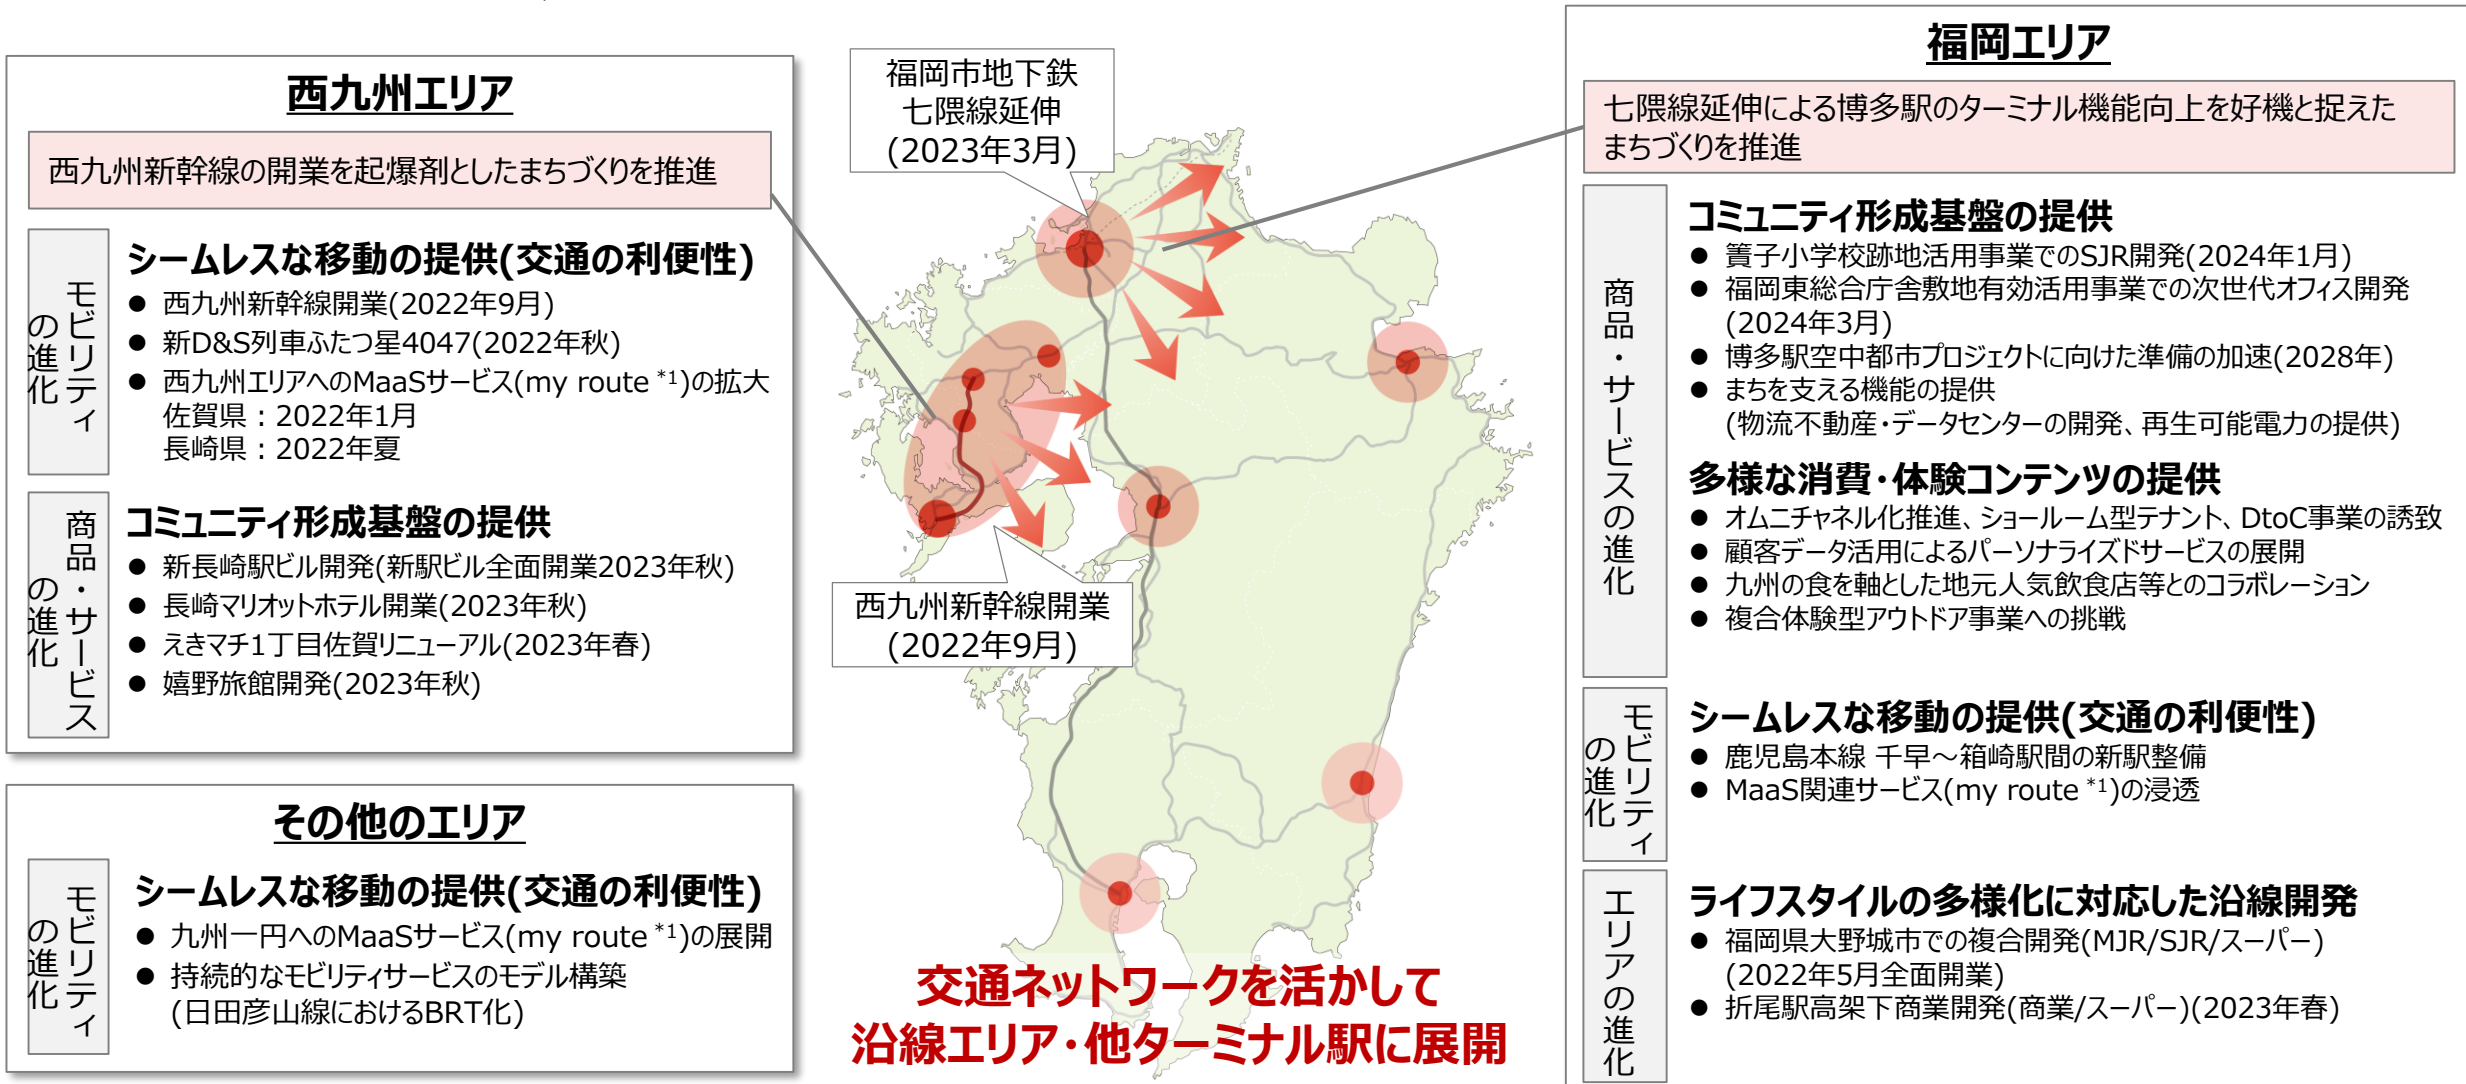 西九州エリア
西九州新幹線の開業を起爆剤としたまちづくりを推進
モビリティ
の進化
シームレスな移動の提供(交通の利便性)
● 西九州新幹線開業(2022年9月)
● 新D&S列車ふたつ星4047(2022年秋)
● 西九州エリアへのMaaSサービス(my route *1)の拡大
佐賀県：2022年1月
長崎県：2022年夏
商品・サービス
の進化
コミュニティ形成基盤の提供
● 新長崎駅ビル開発(新駅ビル全面開業2023年秋)
● 長崎マリオットホテル開業(2023年秋)
● えきマチ1丁目佐賀リニューアル(2023年春)
● 嬉野旅館開発(2023年秋)
その他のエリア
モビリティ
の進化
シームレスな移動の提供(交通の利便性)
● 九州一円へのMaaSサービス(my route *1)の展開
● 持続的なモビリティサービスのモデル構築
(日田彦山線におけるBRT化)
福岡市地下鉄
七隈線延伸
(2023年3月)
西九州新幹線開業
(2022年9月)
交通ネットワークを活かして
沿線エリア・他ターミナル駅に展開
福岡エリア
七隈線延伸による博多駅のターミナル機能向上を好機と捉えた
まちづくりを推進
商品・サービスの進化
コミュニティ形成基盤の提供
● 簀子小学校跡地活用事業でのSJR開発(2024年1月)
● 福岡東総合庁舎敷地有効活用事業での次世代オフィス開発
(2024年3月)
● 博多駅空中都市プロジェクトに向けた準備の加速(2028年)
● まちを支える機能の提供
(物流不動産・データセンターの開発、再生可能電力の提供)
多様な消費・体験コンテンツの提供
● オムニチャネル化推進、ショールーム型テナント、DtoC事業の誘致
● 顧客データ活用によるパーソナライズドサービスの展開
● 九州の食を軸とした地元人気飲食店等とのコラボレーション
● 複合体験型アウトドア事業への挑戦
モビリティ
の進化
シームレスな移動の提供(交通の利便性)
● 鹿児島本線 千早～箱崎駅間の新駅整備
● MaaS関連サービス(my route *1)の浸透
エリアの進化
ライフスタイルの多様化に対応した沿線開発
● 福岡県大野城市での複合開発(MJR/SJR/スーパー)
(2022年5月全面開業)
● 折尾駅高架下商業開発(商業/スーパー)(2023年春)